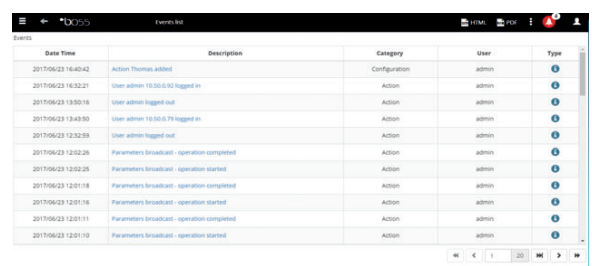 boss Events list HTML PDF
Events
Date Time Description Category User Type
2017/06/23 16:40:42 Action Thomas added Configuration admin
2017/06/23 16:32:21 User admin 10.50.0.92 logged in Action admin
2017/06/23 13:50:16 User admin logged out Action admin
2017/06/23 13:43:50 User admin 10.50.0.79 logged in Action admin
2017/06/23 12:52:59 User admin logged out Action admin
2017/06/23 12:02:26 Parameters broadcast - operation completed Action admin
2017/06/23 12:02:25 Parameters broadcast - operation started Action admin
2017/06/23 12:01:18 Parameters broadcast - operation completed Action admin
2017/06/23 12:01:16 Parameters broadcast - operation started Action admin
2017/06/23 12:01:11 Parameters broadcast - operation completed Action admin
2017/06/23 12:01:10 Parameters broadcast - operation started Action admin
1 20